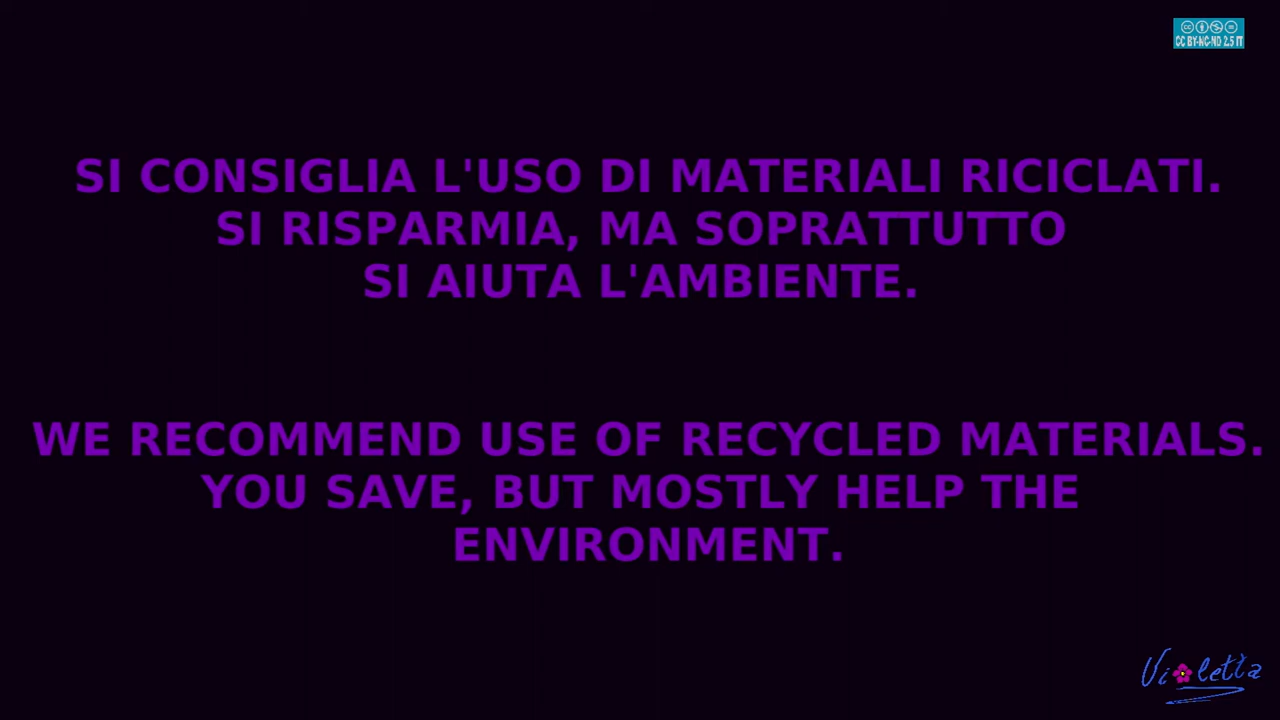 CC BY-NC-ND 2.5 IT
SI CONSIGLIA L'USO DI MATERIALI RICICLATI.
SI RISPARMIA, MA SOPRATTUTTO
SI AIUTA L'AMBIENTE.
WE RECOMMEND USE OF RECYCLED MATERIALS.
YOU SAVE, BUT MOSTLY HELP THE
ENVIRONMENT.
Violetta